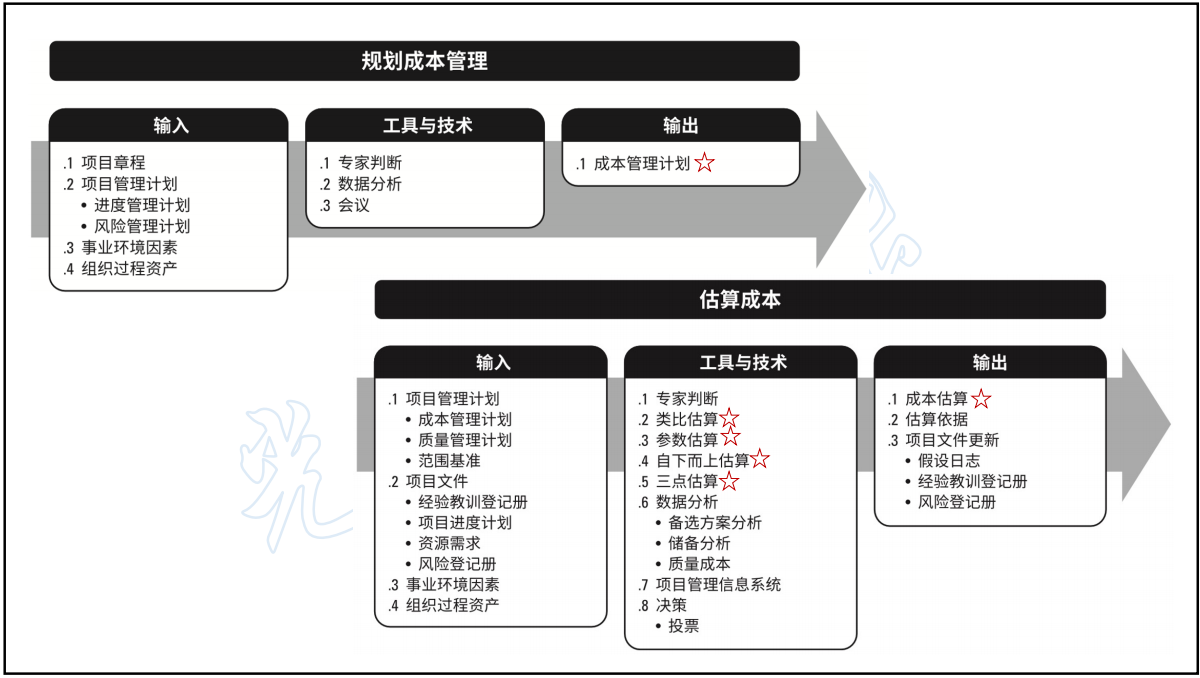 规划成本管理
输入
.1 项目章程
.2 项目管理计划
• 进度管理计划
• 风险管理计划
.3 事业环境因素
.4 组织过程资产
工具与技术
.1 专家判断
.2 数据分析
.3 会议
输出
.1 成本管理计划☆
估算成本
输入
.1 项目管理计划
• 成本管理计划
• 质量管理计划
• 范围基准
.2 项目文件
• 经验教训登记册
• 项目进度计划
• 资源需求
• 风险登记册
.3 事业环境因素
.4 组织过程资产
工具与技术
.1 专家判断
.2 类比估算☆
.3 参数估算☆
.4 自下而上估算☆
.5 三点估算☆
.6 数据分析
• 备选方案分析
• 储备分析
• 质量成本
.7 项目管理信息系统
.8 决策
• 投票
输出
.1 成本估算☆
.2 估算依据
.3 项目文件更新
• 假设日志
• 经验教训登记册
• 风险登记册